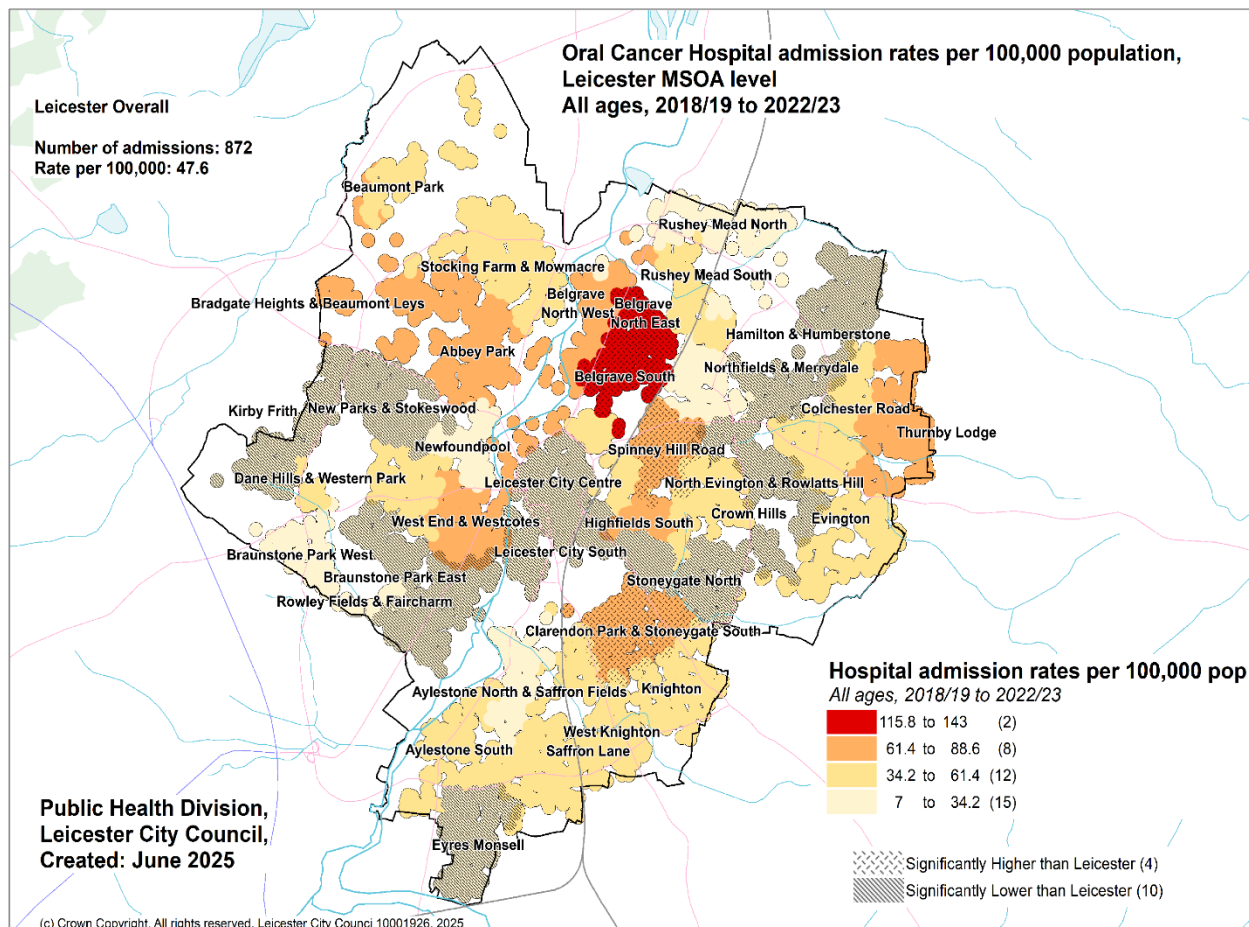 Oral Cancer Hospital admission rates per 100,000 population,
Leicester MSOA level
All ages, 2018/19 to 2022/23
Leicester Overall
Number of admissions: 872
Rate per 100,000: 47.6
Beaumont Park
Rushey Mead North
Stocking Farm & Mowmacre
Rushey Mead South
Bradgate Heights & Beaumont Leys
Belgrave
North West
Belgrave
North East
Hamilton & Humberstone
Abbey Park
Belgrave South
Northfields & Merrydale
Kirby Frith
New Parks & Stokeswood
Colchester Road
Thurnby Lodge
Newfoundpool
Spinney Hill Road
Dane Hills & Western Park
Leicester City Centre
North Evington & Rowlatts Hill
West End & Westcotes
Highfields South
Crown Hills
Evington
Braunstone Park West
Leicester City South
Braunstone Park East
Stoneygate North
Rowley Fields & Faircharm
Clarendon Park & Stoneygate South
Aylestone North & Saffron Fields
Knighton
West Knighton
Aylestone South
Saffron Lane
Eyres Monsell
Hospital admission rates per 100,000 pop
All ages, 2018/19 to 2022/23
115.8 to 143 (2)
61.4 to 88.6 (8)
34.2 to 61.4 (12)
7 to 34.2 (15)
Significantly Higher than Leicester (4)
Significantly Lower than Leicester (10)
Public Health Division,
Leicester City Council,
Created: June 2025
(c) Crown Copyright. All rights reserved. Leicester City Counci 10001926, 2025